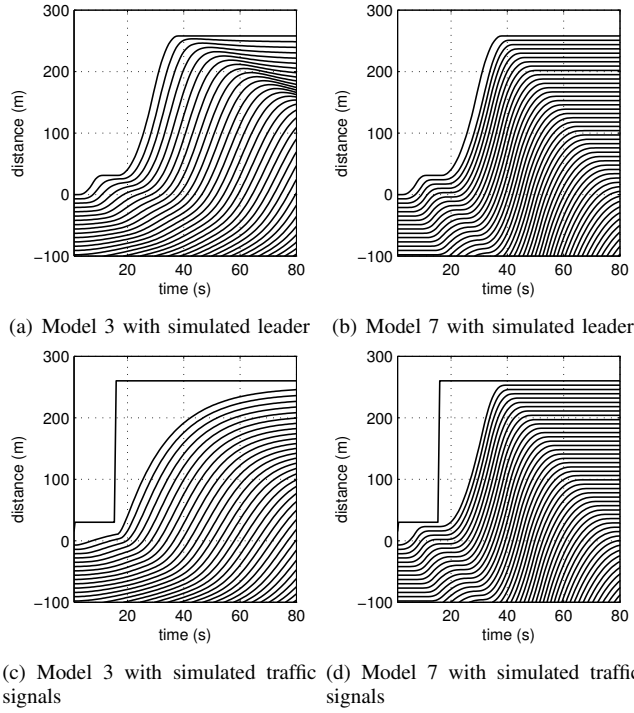 300
200
100
0
−100
distance (m)
20 40 60 80
time (s)
(a) Model 3 with simulated leader
300
200
100
0
−100
distance (m)
20 40 60 80
time (s)
(b) Model 7 with simulated leader
300
200
100
0
−100
distance (m)
20 40 60 80
time (s)
(c) Model 3 with simulated traffic
signals
300
200
100
0
−100
distance (m)
20 40 60 80
time (s)
(d) Model 7 with simulated traffic
signals